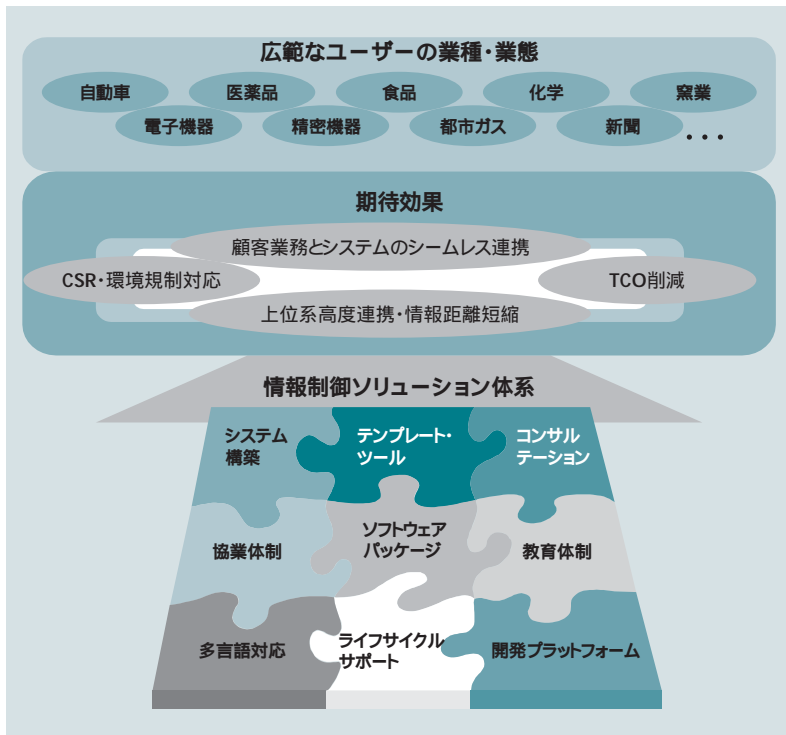 広範なユーザーの業種・業態
自動車
医薬品
食品
化学
窯業
電子機器
精密機器
都市ガス
新聞
・・・
期待効果
顧客業務とシステムのシームレス連携
CSR・環境規制対応
TCO削減
上位系高度連携・情報距離短縮
情報制御ソリューション体系
システム
構築
テンプレート・
ツール
コンサル
テーション
協業体制
ソフトウェア
パッケージ
教育体制
多言語対応
ライフサイクル
サポート
開発プラットフォーム